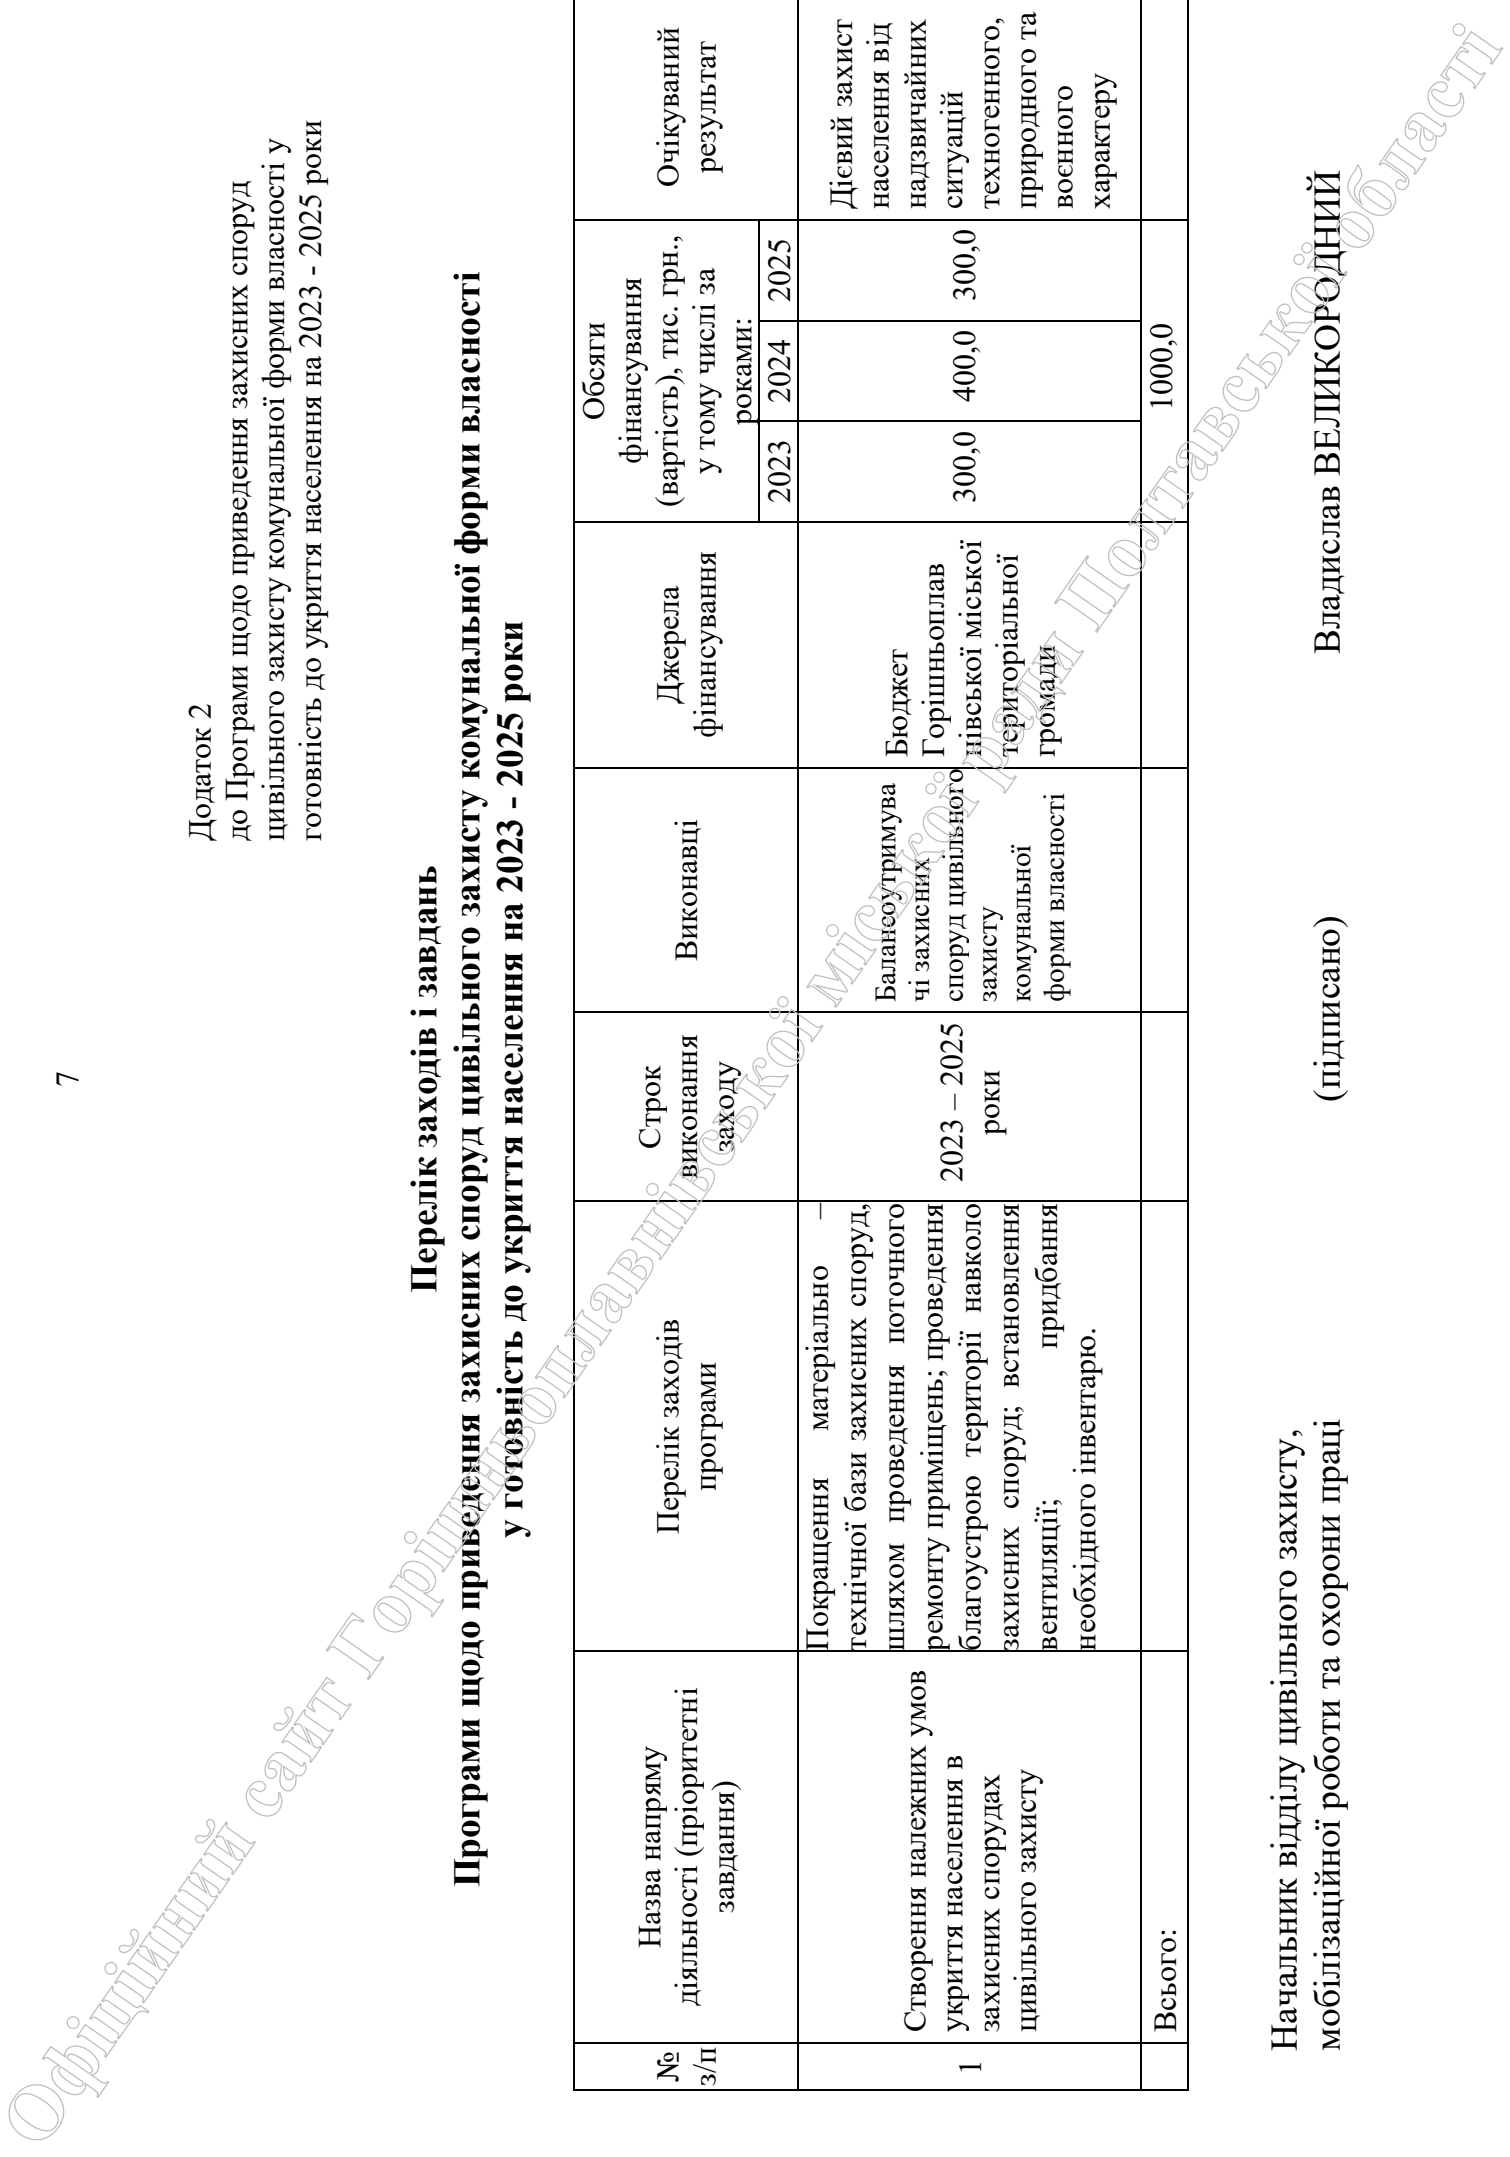 7
Додаток 2
до Програми щодо приведення захисних споруд
цивільного захисту комунальної форми власності у
готовність до укриття населення на 2023 - 2025 роки
Перелік заходів і завдань
Програми щодо приведення захисних споруд цивільного захисту комунальної форми власності
у готовність до укриття населення на 2023 - 2025 роки
№
з/п
Назва напряму
діяльності (пріоритетні
завдання)
Перелік заходів
програми
Строк
виконання
заходу
Виконавці
Джерела
фінансування
Обсяги
фінансування
(вартість), тис. грн.,
у тому числі за
роками:
2023 2024 2025
Очікуваний
результат
1
Створення належних умов
укриття населення в
захисних спорудах
цивільного захисту
Покращення матеріально –
технічної бази захисних споруд,
шляхом проведення поточного
ремонту приміщень; проведення
благоустрою території навколо
захисних споруд; встановлення
вентиляції; придбання
необхідного інвентарю.
2023 – 2025
роки
Балансоутримува
чі захисних
споруд цивільного
захисту
комунальної
форми власності
Бюджет
Горішньоплав
нівської міської
територіальної
громади
300,0 400,0 300,0
Дієвий захист
населення від
надзвичайних
ситуацій
техногенного,
природного та
воєнного
характеру
Всього: 1000,0
Начальник відділу цивільного захисту,
мобілізаційної роботи та охорони праці (підписано) Владислав ВЕЛИКОРОДНИЙ
Офіційний сайт Горішньоплавнівської міської ради Полтавської області